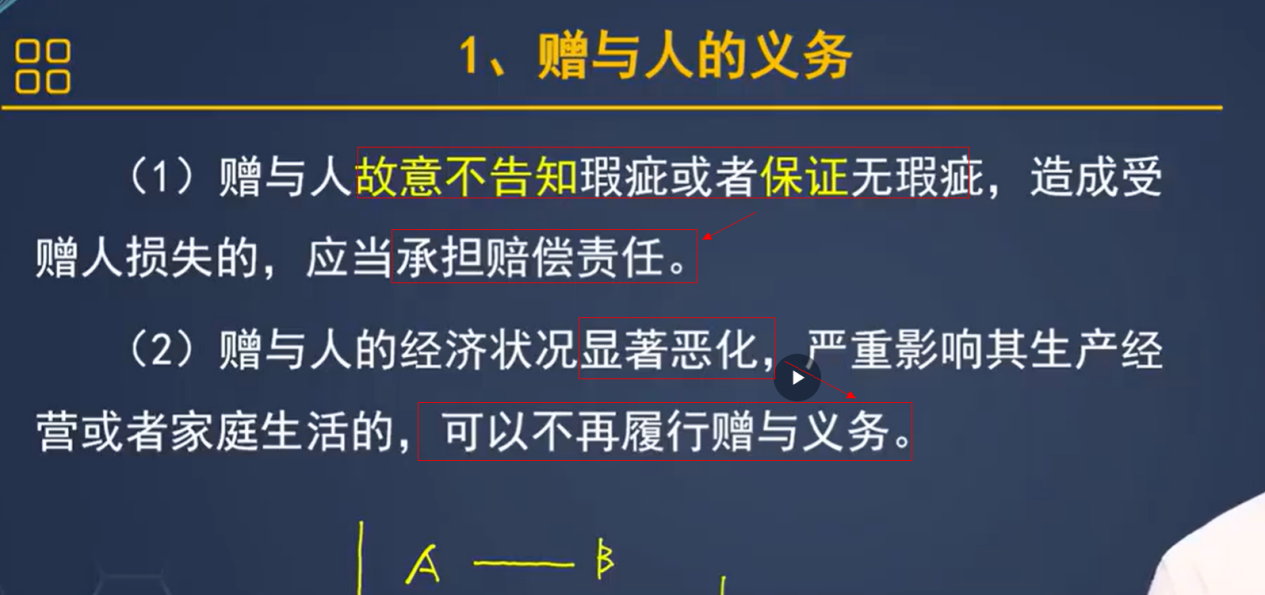 1、赠与人的义务
（1）赠与人故意不告知瑕疵或者保证无瑕疵，造成受
赠人损失的，应当承担赔偿责任。
（2）赠与人的经济状况显著恶化，严重影响其生产经
营或者家庭生活的，可以不再履行赠与义务。
A — B